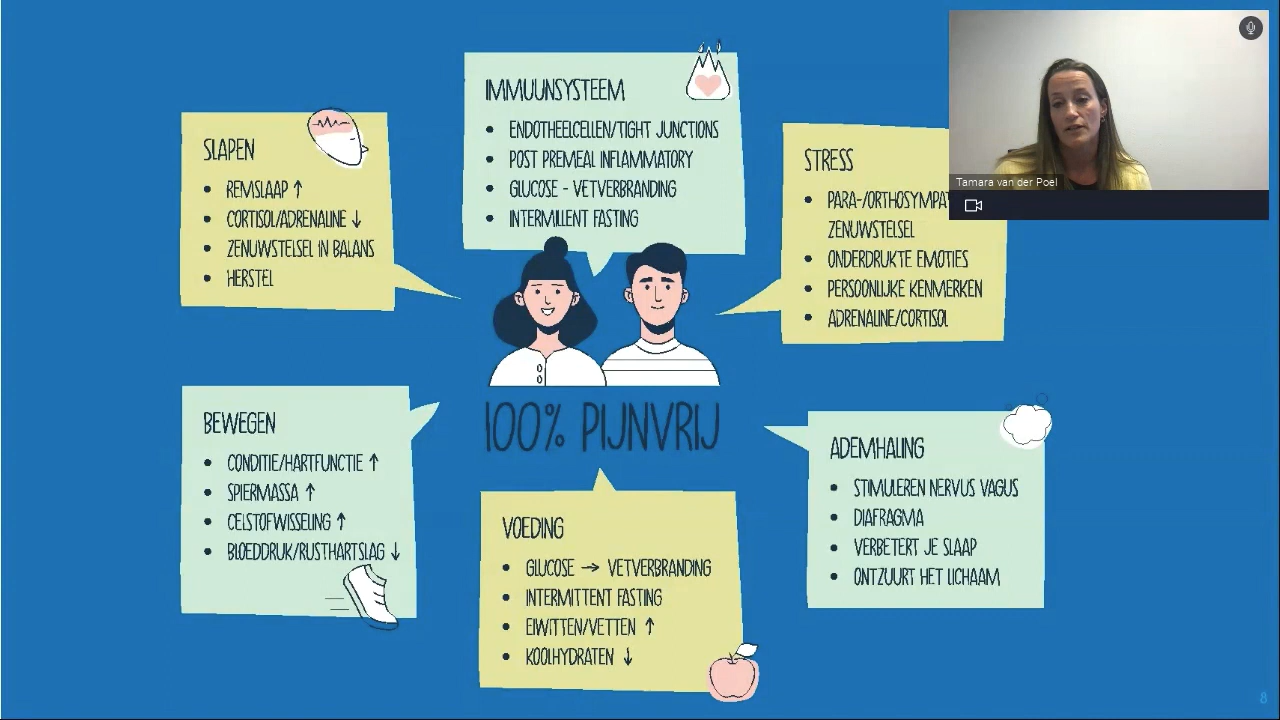 IMMUUNSYSTEEM
• ENDOTHEELCELLEN/TIGHT JUNCTIONS
• POST PREMEAL INFLAMMATORY
• GLUCOSE - VETVERBRANDING
• INTERMILLENT FASTING
SLAPEN
• REMSLAAP ↑
• CORTISOL/ADRENALINE ↓
• ZENUWSTELSEL IN BALANS
• HERSTEL
STRESS
• PARA-/ORTHOSYMPA
ZENUWSTELSEL
• ONDERDRUKTE EMOTIES
• PERSOONLIJKE KENMERKEN
• ADRENALINE/CORTISOL
Tamara van der Poel
100% PIJNVRIJ
BEWEGEN
• CONDITIE/HARTFUNCTIE ↑
• SPIERMASSA ↑
• CELSTOFWISSELING ↑
• BLOEDDRUK/RUSTHARTSLAG ↓
ADEMHALING
• STIMULEREN NERVUS VAGUS
• DIAFRAGMA
• VERBETERT JE SLAAP
• ONTZUURT HET LICHAAM
VOEDING
• GLUCOSE → VETVERBRANDING
• INTERMITTENT FASTING
• EIWITTEN/VETTEN ↑
• KOOLHYDRATEN ↓
8